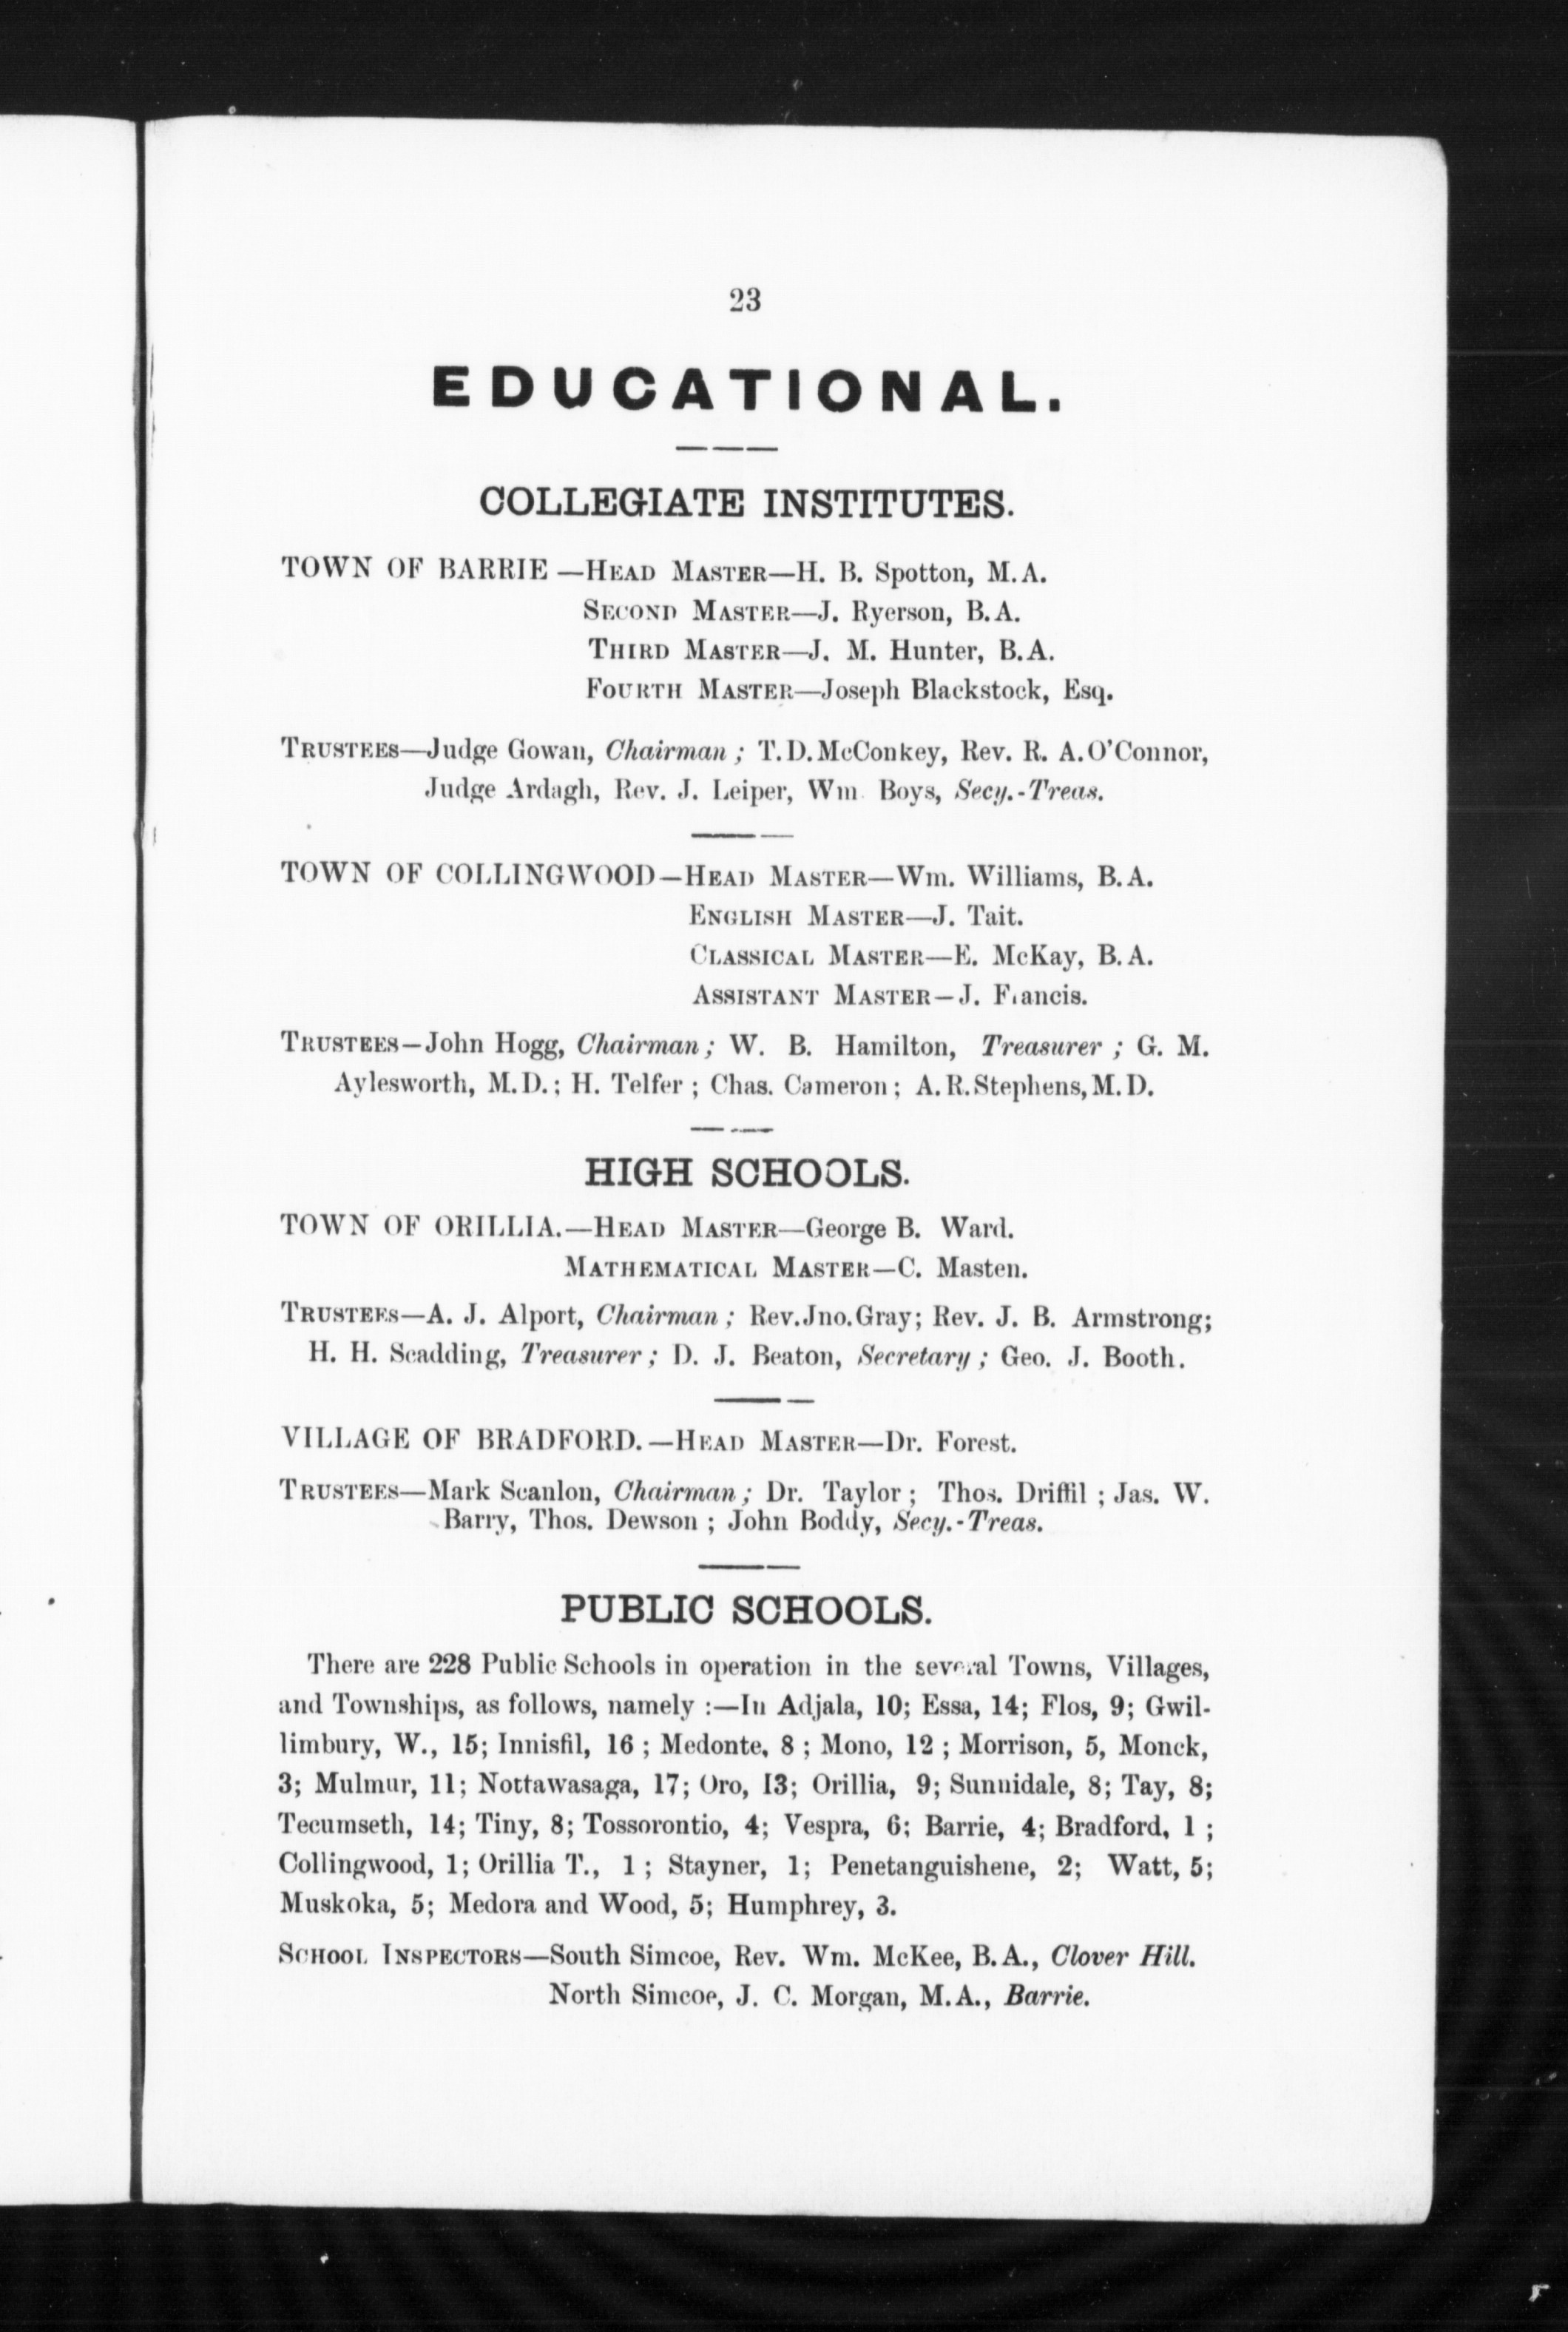 23
EDUCATIONAL.
COLLEGIATE INSTITUTES.
TOWN OF BARRIE —HEAD MASTER—H. B. Spotton, M.A.
SECOND MASTER—J. Ryerson, B.A.
THIRD MASTER—J. M. Hunter, B.A.
FOURTH MASTER—Joseph Blackstock, Esq.
TRUSTEES—Judge Gowan, Chairman ; T.D.McConkey, Rev. R. A.O'Connor,
Judge Ardagh, Rev. J. Leiper, Wm. Boys, Secy.-Treas.
TOWN OF COLLINGWOOD—HEAD MASTER—Wm. Williams, B.A.
ENGLISH MASTER—J. Tait.
CLASSICAL MASTER—E. McKay, B.A.
ASSISTANT MASTER—J. Francis.
TRUSTEES—John Hogg, Chairman ; W. B. Hamilton, Treasurer ; G. M.
Aylesworth, M.D.; H. Telfer ; Chas. Cameron ; A.R.Stephens,M.D.
HIGH SCHOOLS.
TOWN OF ORILLIA.—HEAD MASTER—George B. Ward.
MATHEMATICAL MASTER—C. Masten.
TRUSTEES—A. J. Alport, Chairman ; Rev.Jno.Gray; Rev. J. B. Armstrong;
H. H. Scadding, Treasurer ; D. J. Beaton, Secretary ; Geo. J. Booth.
VILLAGE OF BRADFORD.—HEAD MASTER—Dr. Forest.
TRUSTEES—Mark Scanlon, Chairman ; Dr. Taylor ; Thos. Driffil ; Jas. W.
Barry, Thos. Dewson ; John Boddy, Secy.-Treas.
PUBLIC SCHOOLS.
There are 228 Public Schools in operation in the several Towns, Villages,
and Townships, as follows, namely :—In Adjala, 10; Essa, 14; Flos, 9; Gwil-
limbury, W., 15; Innisfil, 16 ; Medonte, 8 ; Mono, 12 ; Morrison, 5, Monck,
3; Mulmur, 11; Nottawasaga, 17; Oro, 13; Orillia, 9; Sunnidale, 8; Tay, 8;
Tecumseth, 14; Tiny, 8; Tossorontio, 4; Vespra, 6; Barrie, 4; Bradford, 1 ;
Collingwood, 1; Orillia T., 1 ; Stayner, 1; Penetanguishene, 2; Watt, 5;
Muskoka, 5; Medora and Wood, 5; Humphrey, 3.
SCHOOL INSPECTORS—South Simcoe, Rev. Wm. McKee, B.A., Clover Hill.
North Simcoe, J. C. Morgan, M.A., Barrie.